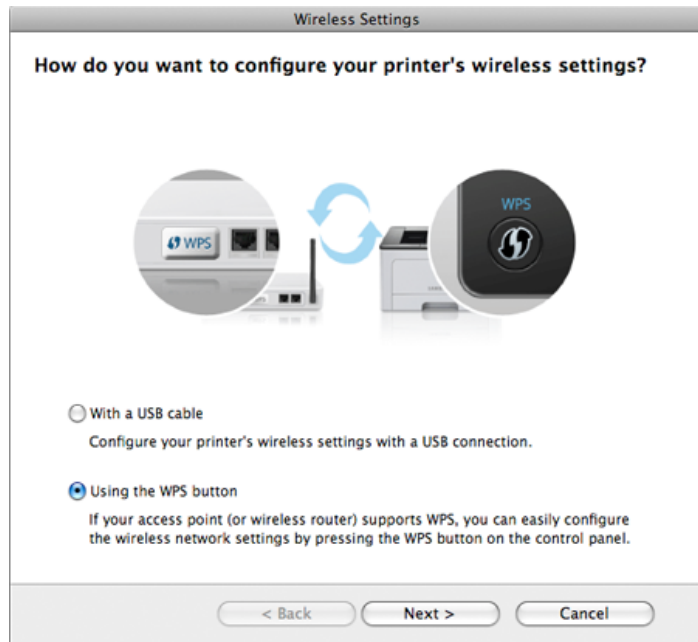 Wireless Settings
How do you want to configure your printer's wireless settings?
WPS
WPS
With a USB cable
Configure your printer's wireless settings with a USB connection.
Using the WPS button
If your access point (or wireless router) supports WPS, you can easily configure
the wireless network settings by pressing the WPS button on the control panel.
< Back
Next >
Cancel